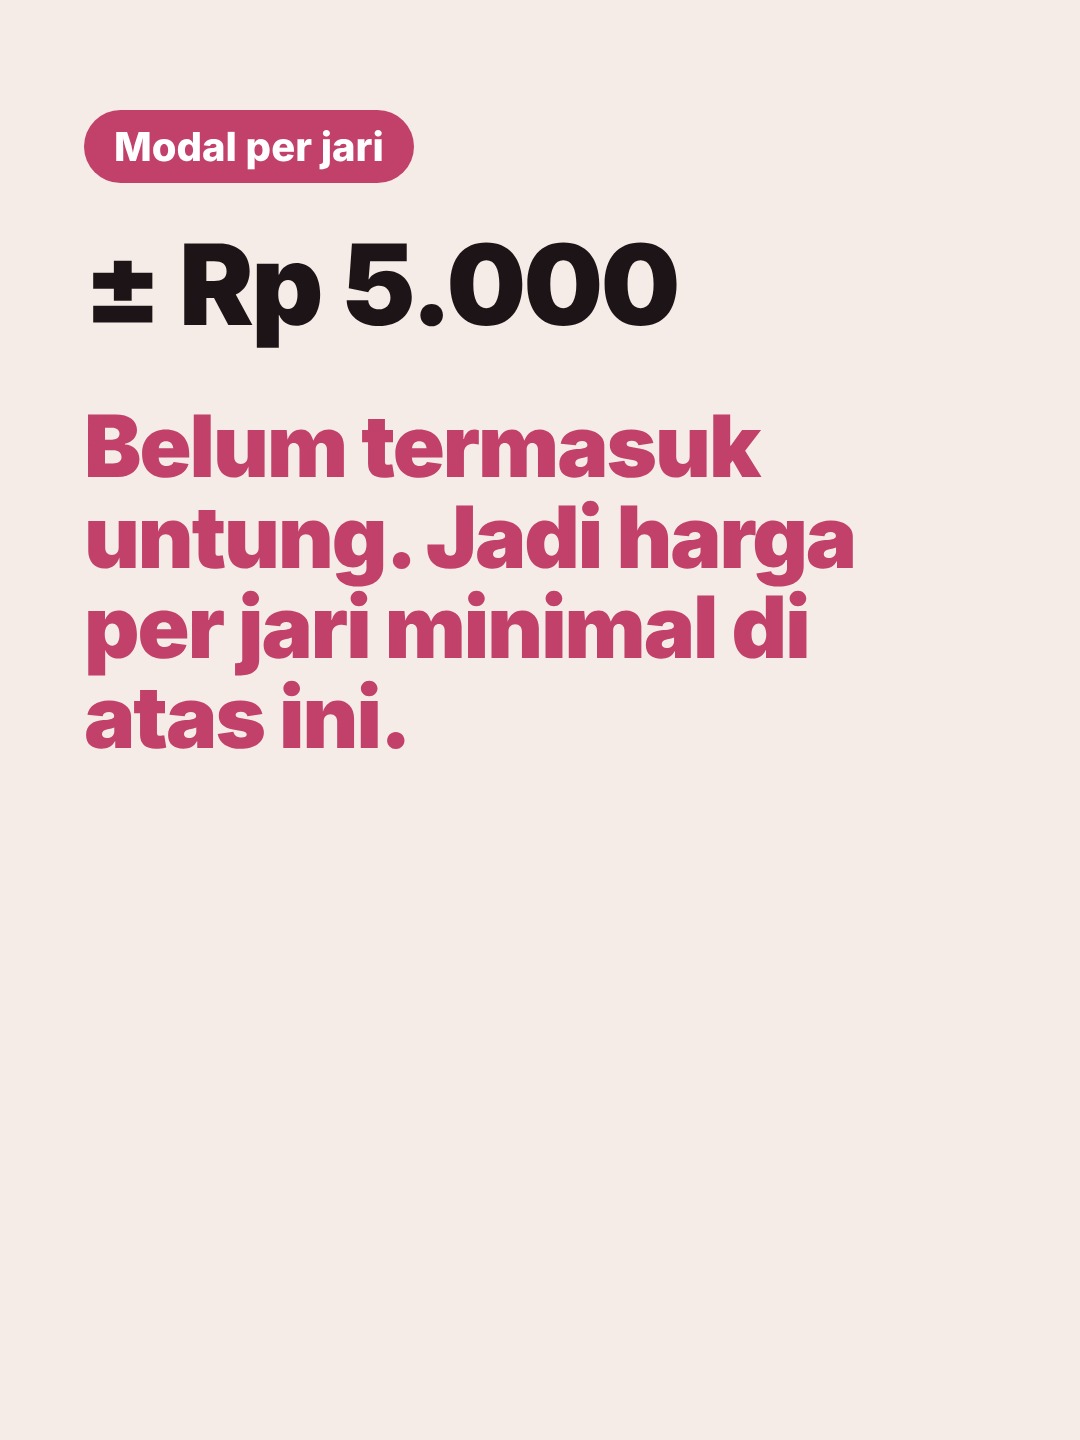 Modal per jari
± Rp 5.000
Belum termasuk
untung. Jadi harga
per jari minimal di
atas ini.